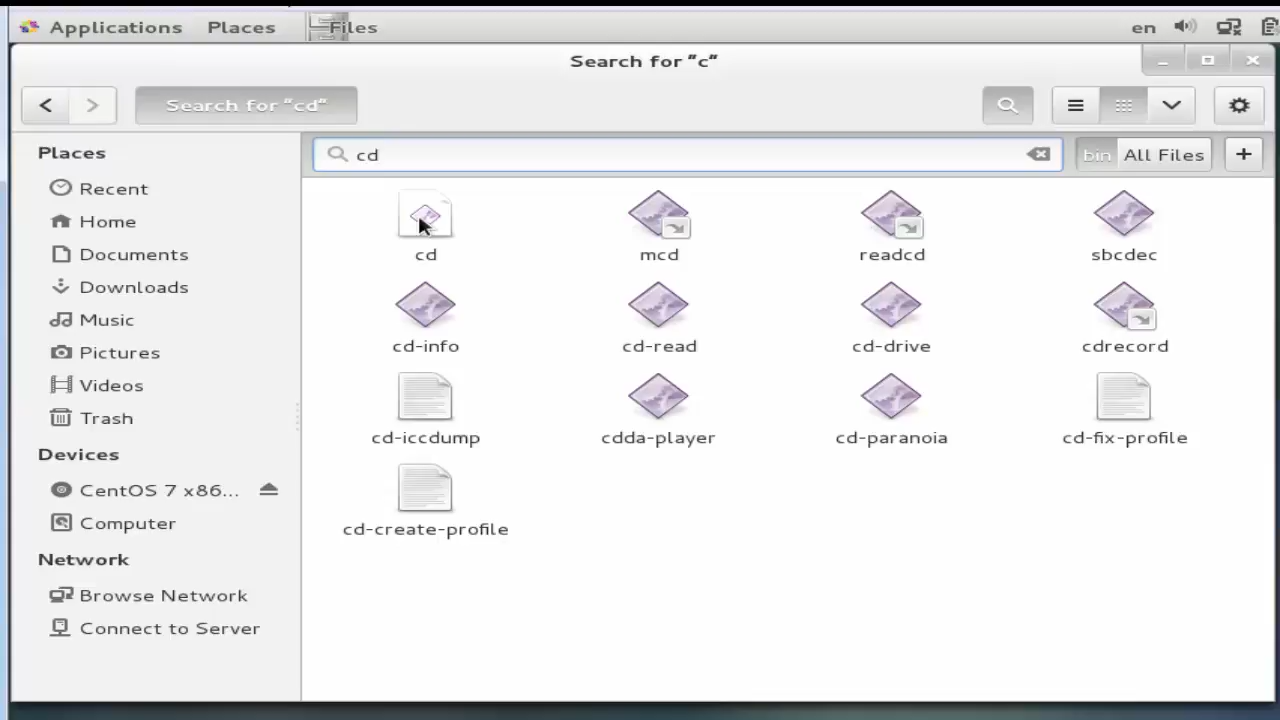 Applications Places Files en
Search for "c"
Search for "cd"
Places
cd
bin All Files +
Recent
Home
Documents
Downloads
Music
Pictures
Videos
Trash
Devices
CentOS 7 x86...
Computer
Network
Browse Network
Connect to Server
cd mcd readcd sbcdec
cd-info cd-read cd-drive cdrecord
cd-iccdump cdda-player cd-paranoia cd-fix-profile
cd-create-profile